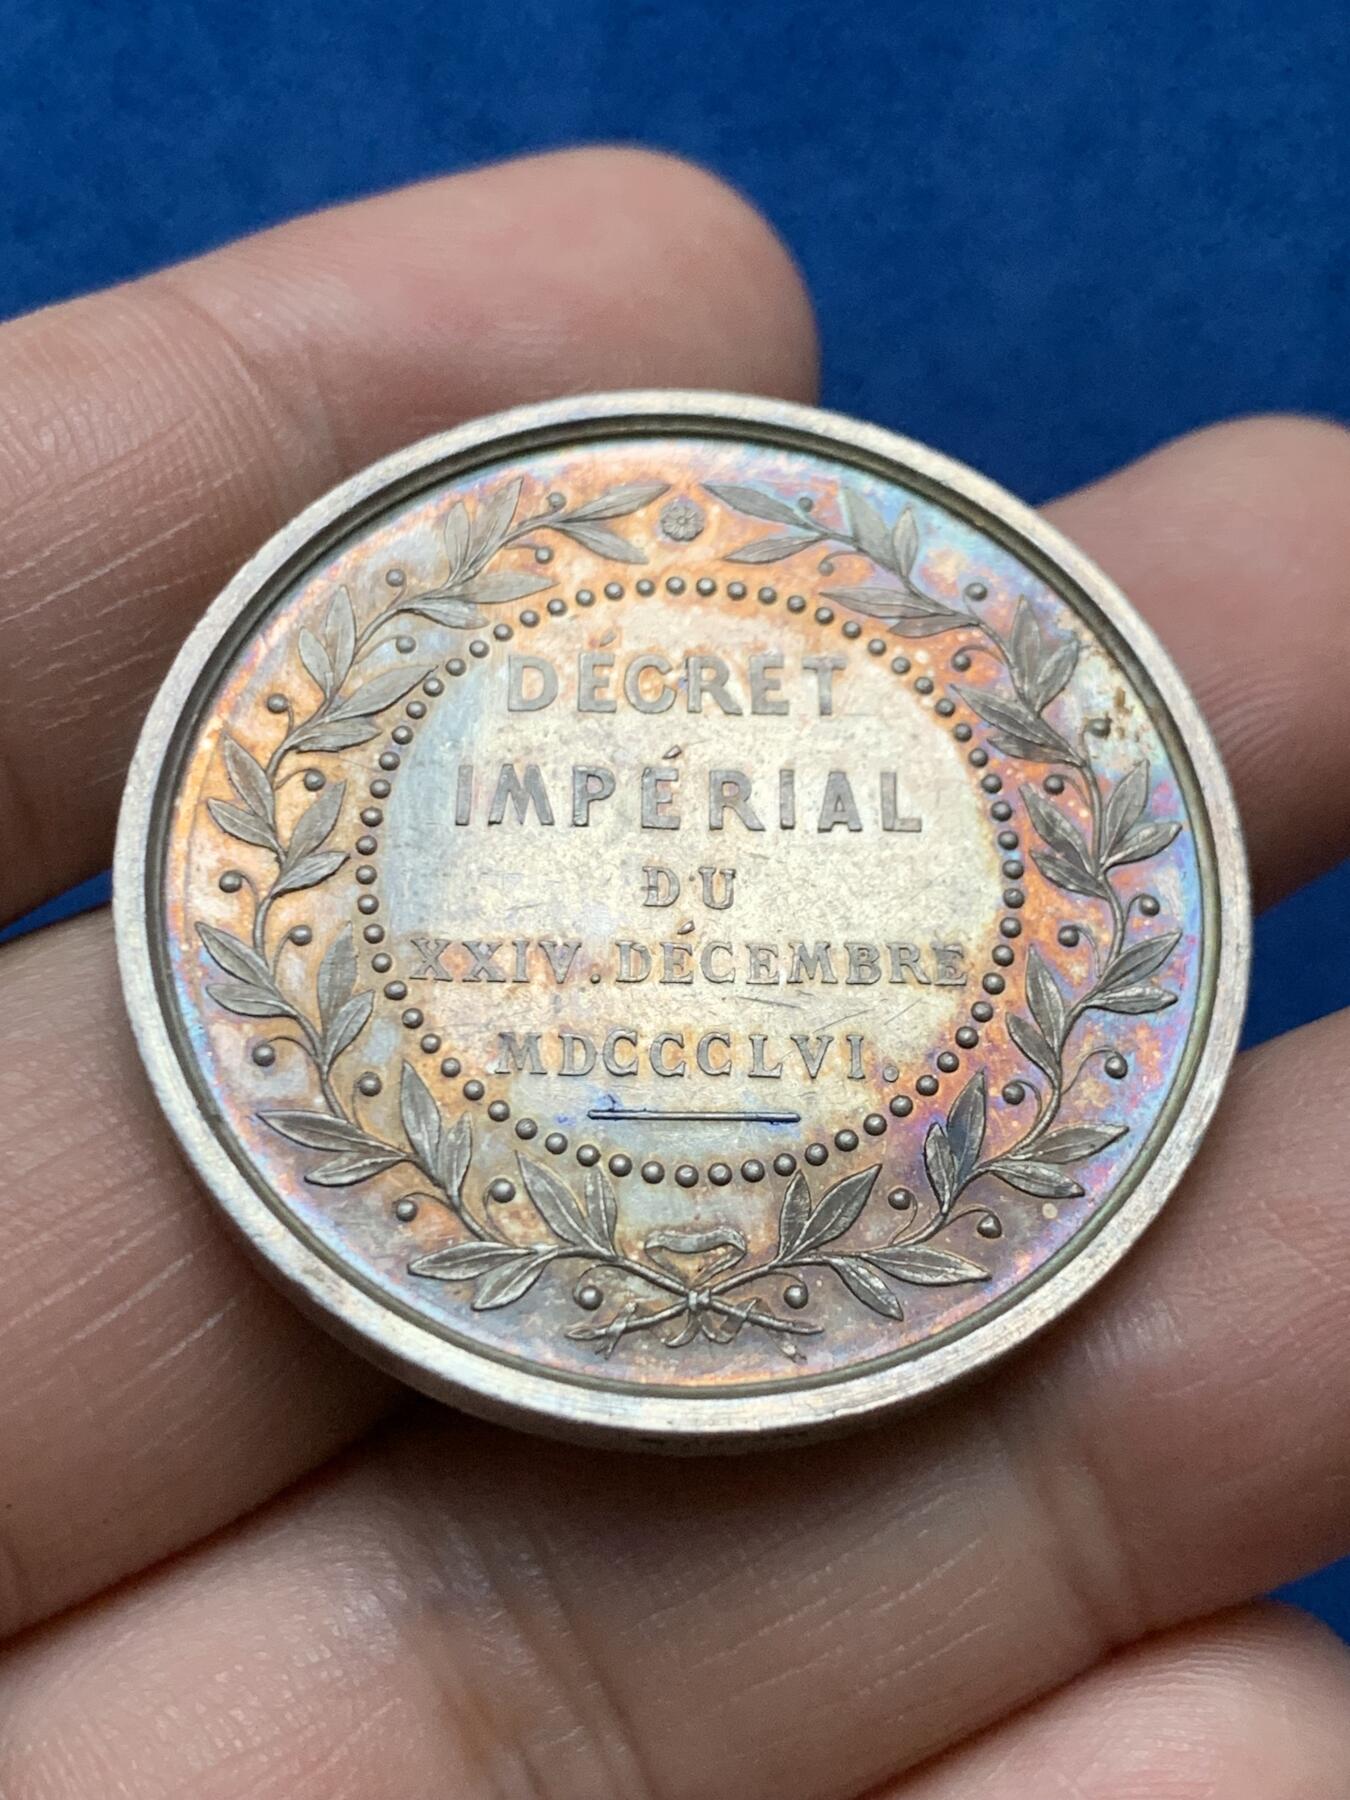 DÉCRET
IMPÉRIAL
DU
XXIV. DÉCEMBRE
MDCCCLVI.